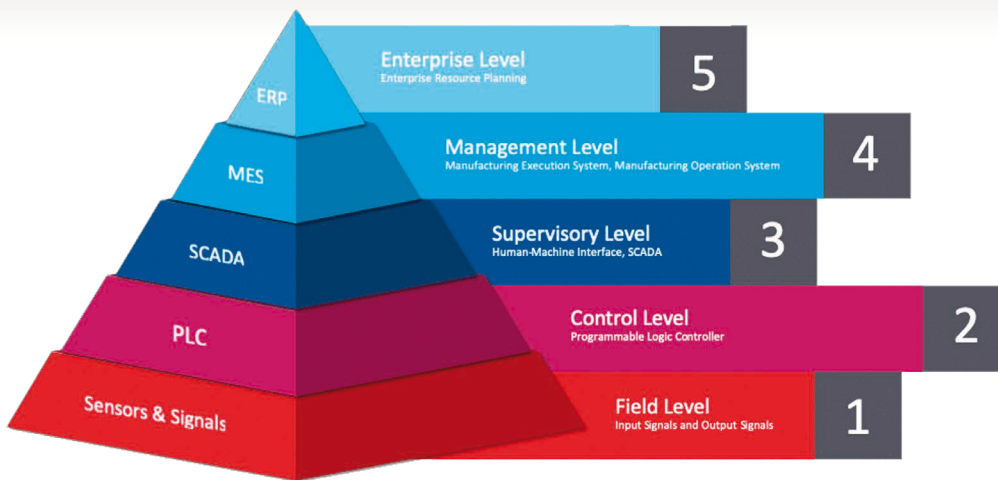 ERP
Enterprise Level
Enterprise Resource Planning
5
MES
Management Level
Manufacturing Execution System, Manufacturing Operation System
4
SCADA
Supervisory Level
Human-Machine Interface, SCADA
3
PLC
Control Level
Programmable Logic Controller
2
Sensors & Signals
Field Level
Input Signals and Output Signals
1